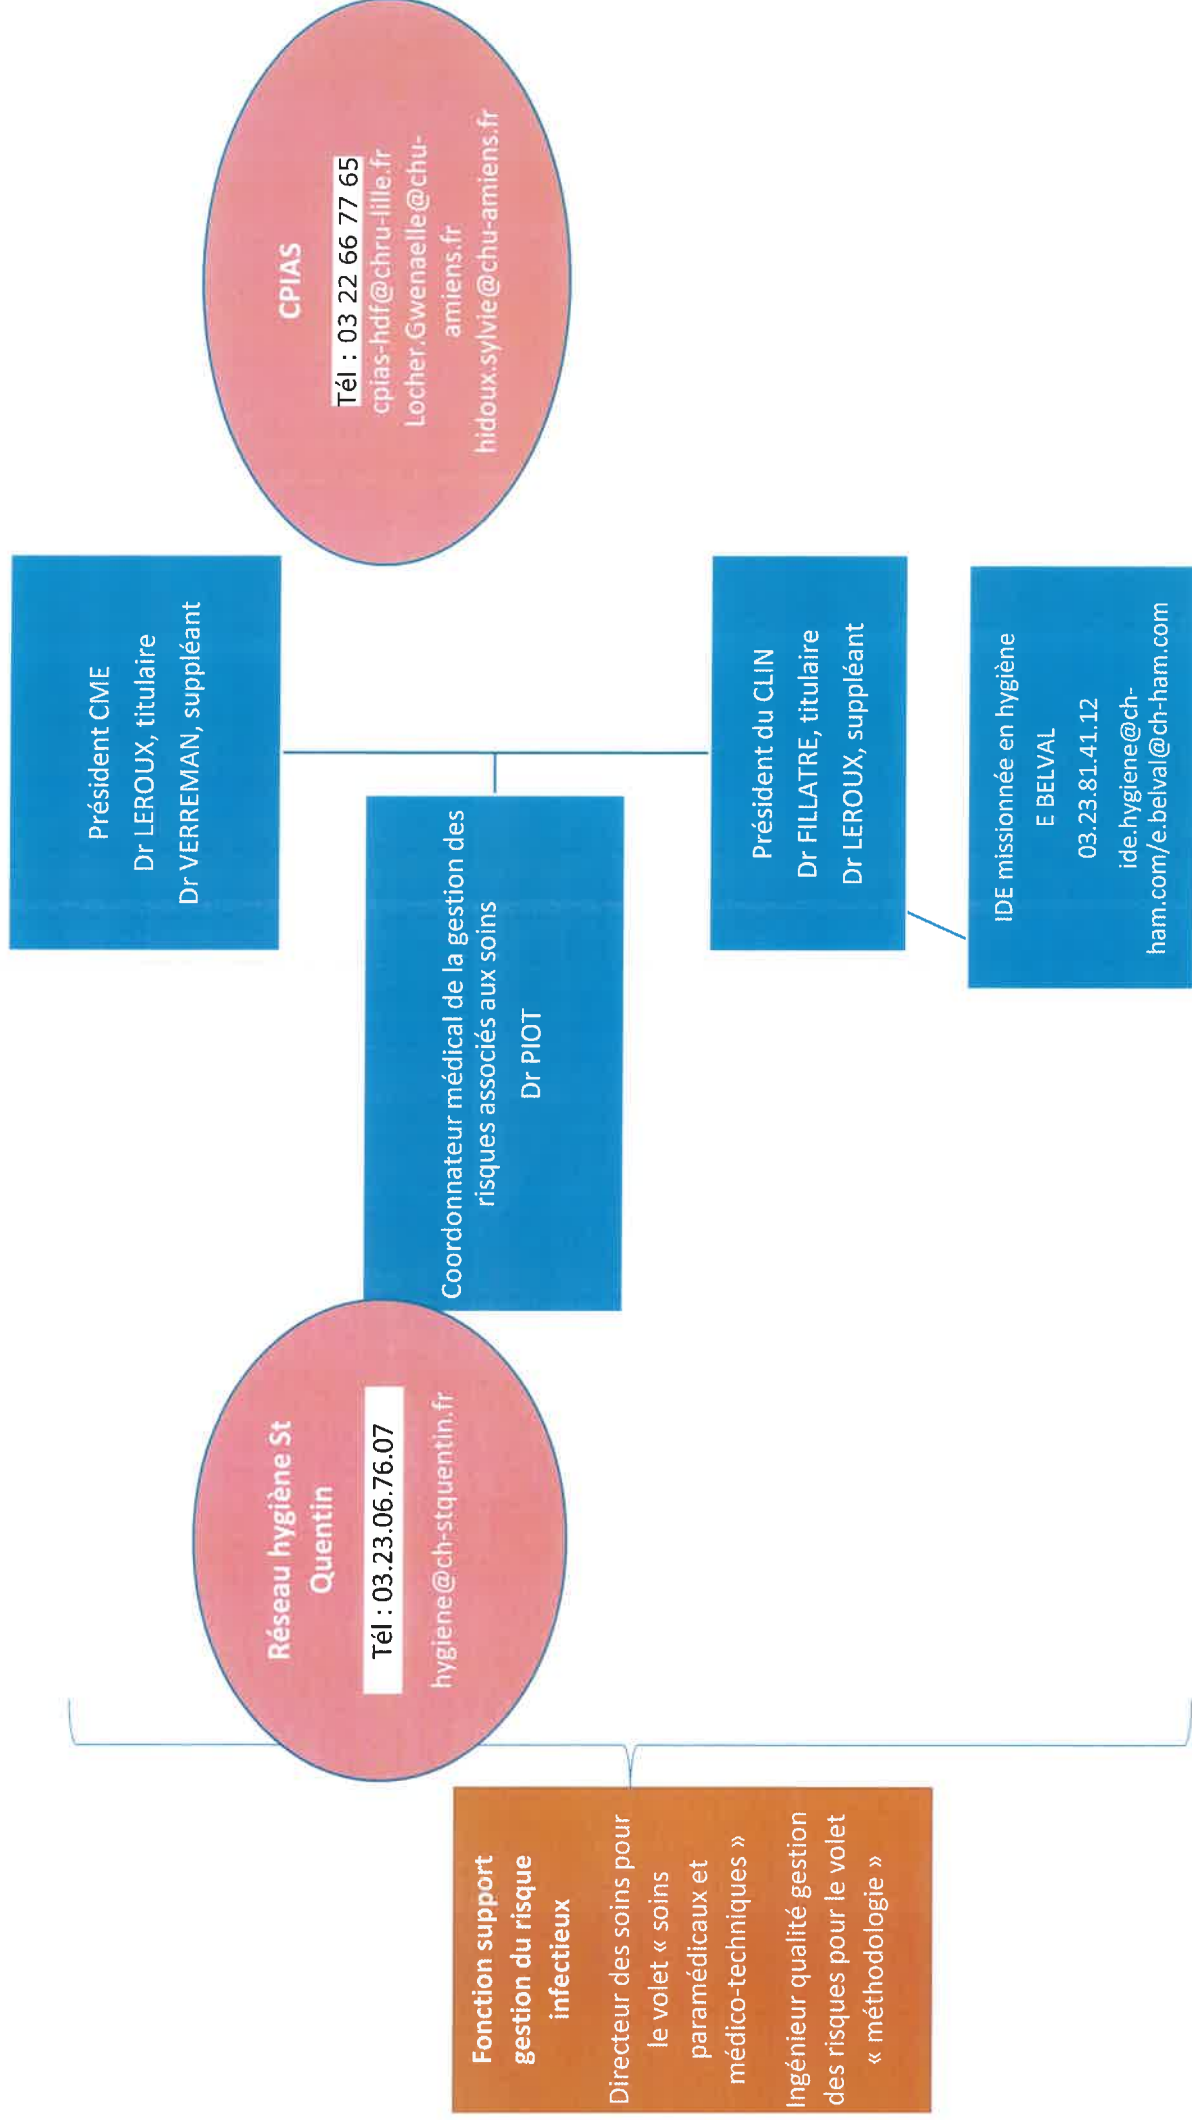 Président CME
Dr LEROUX, titulaire
Dr VERREMAN, suppléant
Réseau hygiène St
Quentin
Tél : 03.23.06.76.07
hygiene@ch-stquentin.fr
CPIAS
Tél : 03 22 66 77 65
cpias-hdf@chru-lille.fr
Locher.Gwenaelle@chu-
amiens.fr
hidoux.sylvie@chu-amiens.fr
Coordonnateur médical de la gestion des
risques associés aux soins
Dr PIOT
Fonction support
gestion du risque
infectieux
Directeur des soins pour
le volet « soins
paramédicaux et
médico-techniques »
Ingénieur qualité gestion
des risques pour le volet
« méthodologie »
Président du CLIN
Dr FILLATRE, titulaire
Dr LEROUX, suppléant
IDE missionnée en hygiène
E BELVAL
03.23.81.41.12
ide.hygiene@ch-
ham.com/e.belval@ch-ham.com